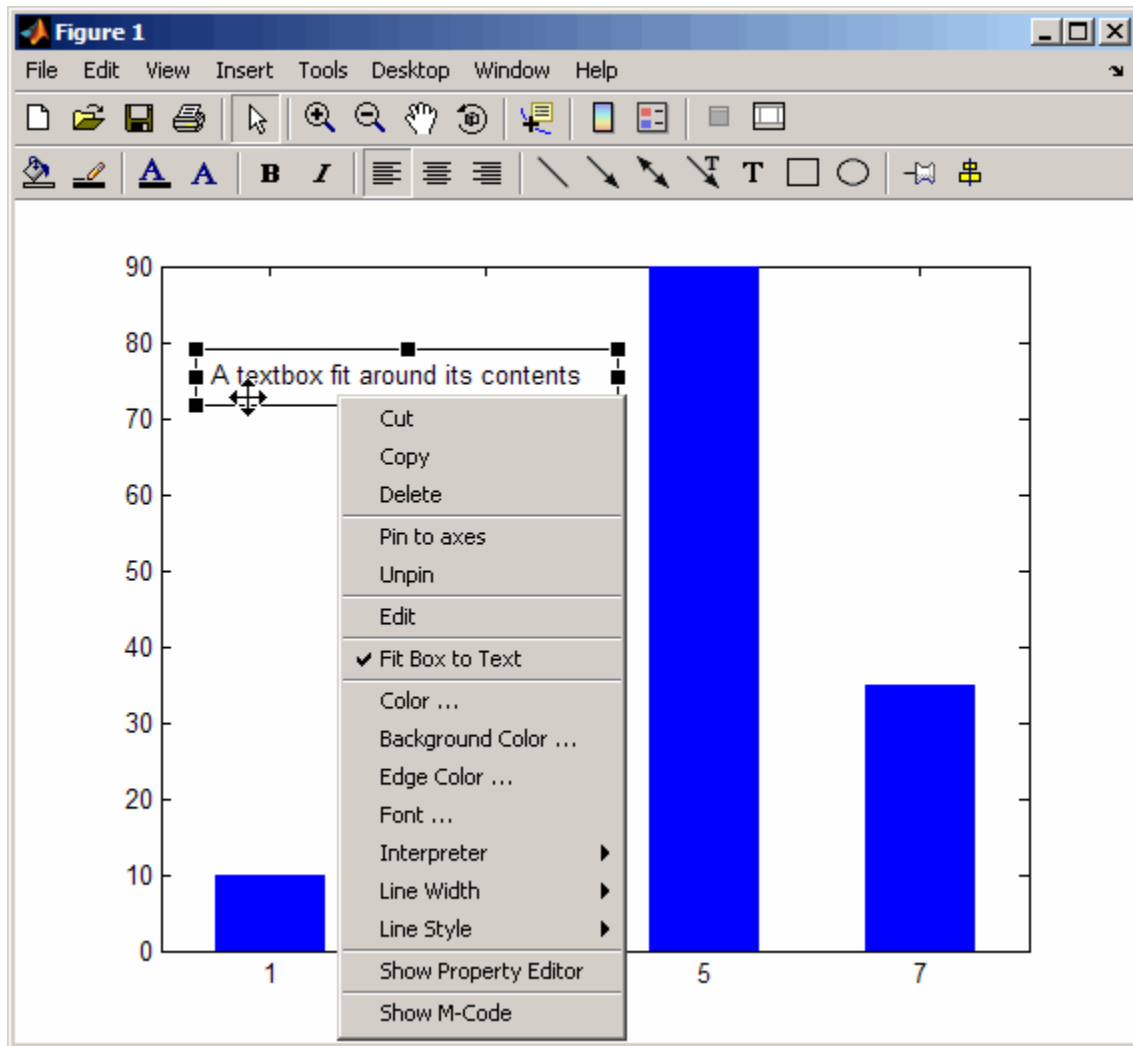 Figure 1
File Edit View Insert Tools Desktop Window Help
A B I T T
90
80
A textbox fit around its contents
70
60
50
40
30
20
10
0
1 5 7
Cut
Copy
Delete
Pin to axes
Unpin
Edit
Fit Box to Text
Color ...
Background Color ...
Edge Color ...
Font ...
Interpreter
Line Width
Line Style
Show Property Editor
Show M-Code